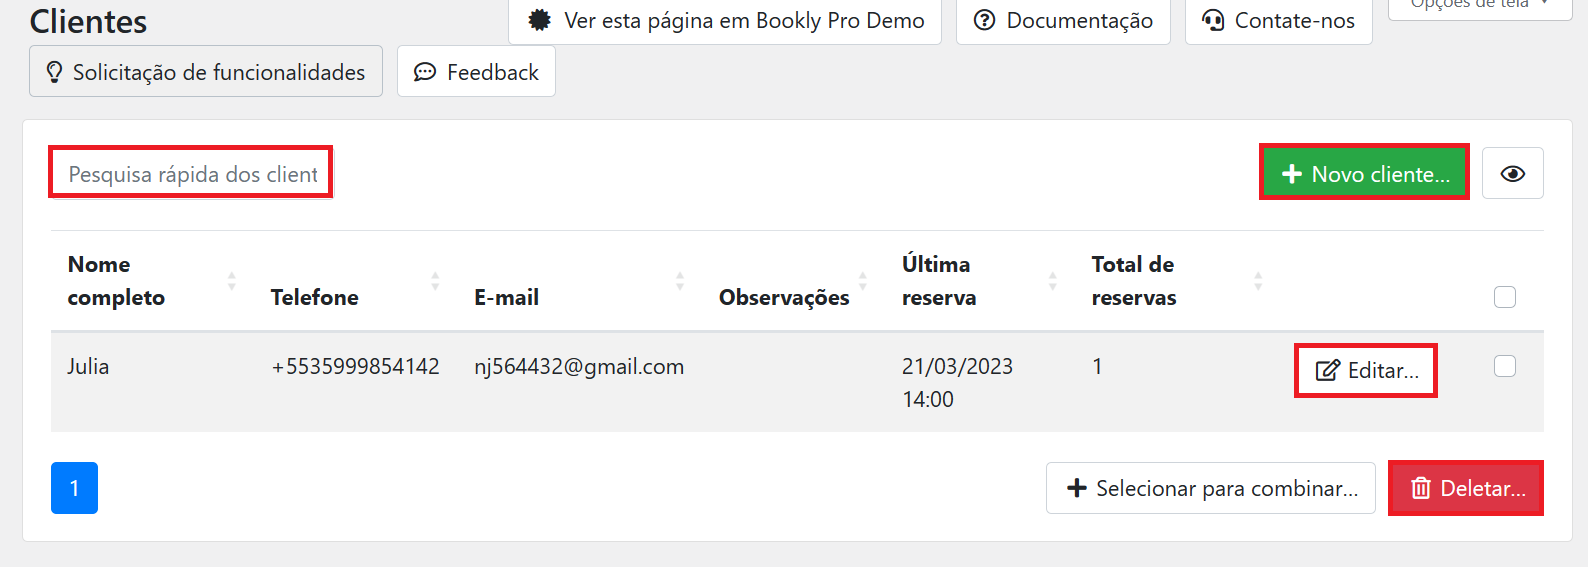 Clientes
Ver esta página em Bookly Pro Demo
Documentação
Contate-nos
Opções de tela
Solicitação de funcionalidades
Feedback
Pesquisa rápida dos client
Novo cliente...
Nome completo
Telefone
E-mail
Observações
Última reserva
Total de reservas
Julia
+5535999854142
nj564432@gmail.com
21/03/2023 14:00
1
Editar...
1
Selecionar para combinar...
Deletar...